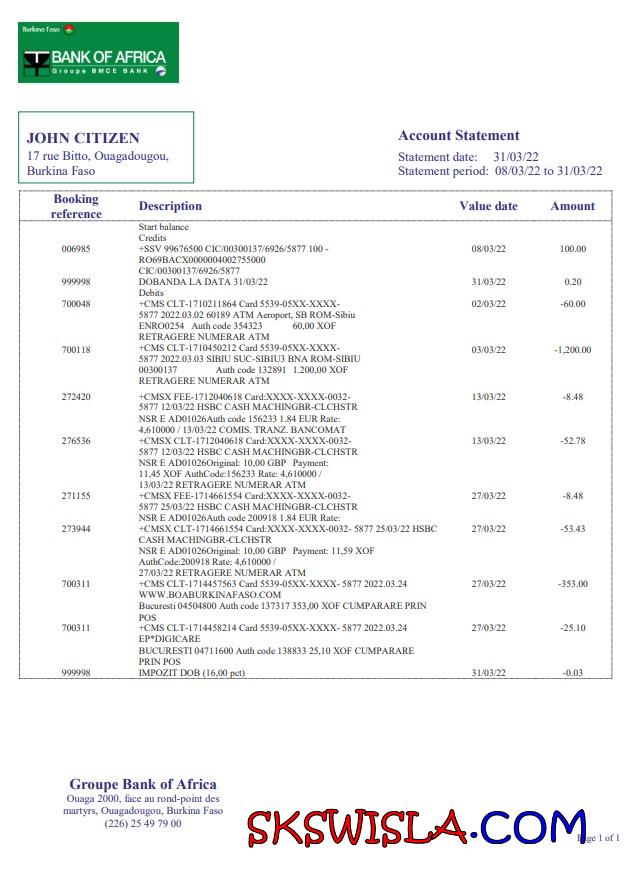 Burkina Faso
BANK OF AFRICA
Groupe BMCE BANK
JOHN CITIZEN
17 rue Bitto, Ouagadougou,
Burkina Faso
Account Statement
Statement date: 31/03/22
Statement period: 08/03/22 to 31/03/22
Booking reference Description Value date Amount
Start balance
Credits
006985 +SSV 99676500 CIC/00300137/6926/5877 100 - 08/03/22 100.00
RO69BACX0000004002755000
CIC/00300137/6926/5877
999998 DOBANDA LA DATA 31/03/22 31/03/22 0.20
Debits
700048 +CMS CLT-1710211864 Card 5539-05XX-XXXX- 02/03/22 -60.00
5877 2022.03.02 60189 ATM Aeroport, SB ROM-Sibiu
ENRO0254 Auth code 354323 60,00 XOF
RETRAGERE NUMERAR ATM
700118 +CMS CLT-1710450212 Card 5539-05XX-XXXX- 03/03/22 -1,200.00
5877 2022.03.03 SIBIU SUC-SIBIU3 BNA ROM-SIBIU
00300137 Auth code 132891 1.200,00 XOF
RETRAGERE NUMERAR ATM
272420 +CMSX FEE-1712040618 Card:XXXX-XXXX-0032- 13/03/22 -8.48
5877 12/03/22 HSBC CASH MACHINGBR-CLCHSTR
NSR E AD01026Auth code 156233 1.84 EUR Rate:
4,610000 / 13/03/22 COMIS. TRANZ. BANCOMAT
276536 +CMSX CLT-1712040618 Card:XXXX-XXXX-0032- 13/03/22 -52.78
5877 12/03/22 HSBC CASH MACHINGBR-CLCHSTR
NSR E AD01026Original: 10,00 GBP Payment:
11,45 XOF AuthCode:156233 Rate: 4,610000 /
13/03/22 RETRAGERE NUMERAR ATM
271155 +CMSX FEE-1714661554 Card:XXXX-XXXX-0032- 27/03/22 -8.48
5877 25/03/22 HSBC CASH MACHINGBR-CLCHSTR
NSR E AD01026Auth code 200918 1.84 EUR Rate:
273944 +CMSX CLT-1714661554 Card:XXXX-XXXX-0032- 5877 25/03/22 HSBC 27/03/22 -53.43
CASH MACHINGBR-CLCHSTR
NSR E AD01026Original: 10,00 GBP Payment: 11,59 XOF
AuthCode:200918 Rate: 4,610000 /
27/03/22 RETRAGERE NUMERAR ATM
700311 +CMS CLT-1714457563 Card 5539-05XX-XXXX- 5877 2022.03.24 27/03/22 -353.00
WWW.BOABURKINAFASO.COM
Bucuresti 04504800 Auth code 137317 353,00 XOF CUMPARARE PRIN
POS
700311 +CMS CLT-1714458214 Card 5539-05XX-XXXX- 5877 2022.03.24 27/03/22 -25.10
EP*DIGICARE
BUCURESTI 04711600 Auth code 138833 25,10 XOF CUMPARARE
PRIN POS
999998 IMPOZIT DOB (16,00 pct) 31/03/22 -0.03
Groupe Bank of Africa
Ouaga 2000, face au rond-point des
martyrs, Ouagadougou, Burkina Faso
(226) 25 49 79 00
SKSWISLA.COM
Page 1 of 1